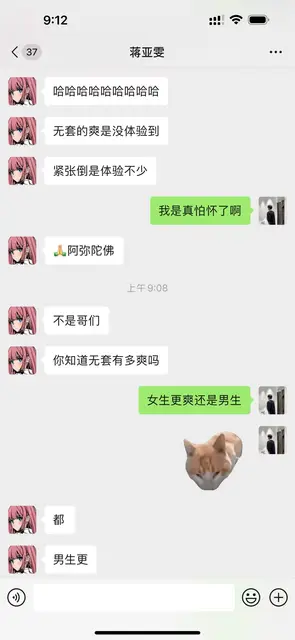 9:12
37
蒋亚雯
哈哈哈哈哈哈哈哈哈
无套的爽是没体验到
紧张倒是体验不少
我是真怕怀了啊
🙏阿弥陀佛
上午9:08
不是哥们
你知道无套有多爽吗
女生更爽还是男生
都
男生更